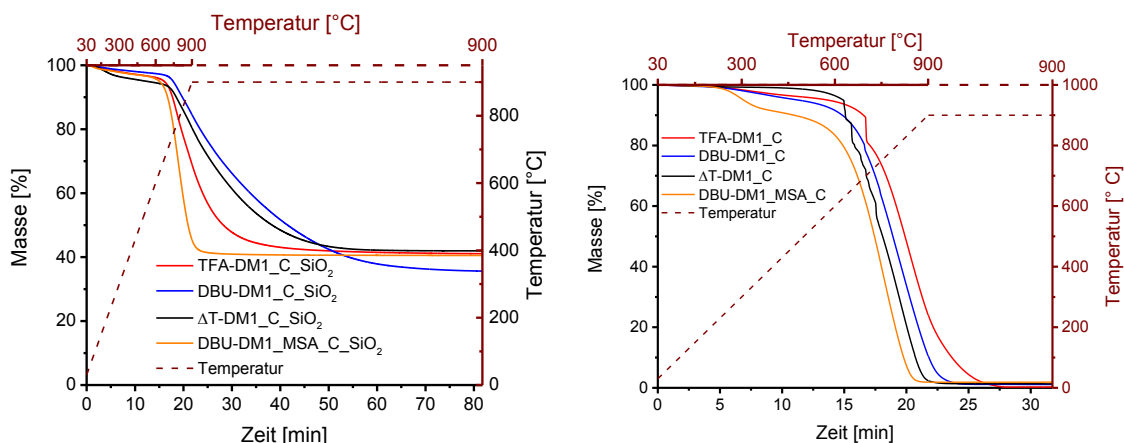 Temperatur [°C]
30 300 600 900 900
100
80
60
40
20
0
Masse [%]
TFA-DM1_C_SiO₂
DBU-DM1_C_SiO₂
ΔT-DM1_C_SiO₂
DBU-DM1_MSA_C_SiO₂
Temperatur
800
600
400
200
0
Temperatur [°C]
0 10 20 30 40 50 60 70 80
Zeit [min]
Temperatur [°C]
30 300 600 900 900
100
80
60
40
20
0
Masse [%]
TFA-DM1_C
DBU-DM1_C
ΔT-DM1_C
DBU-DM1_MSA_C
Temperatur
1000
800
600
400
200
0
Temperatur [° C]
0 5 10 15 20 25 30
Zeit [min]